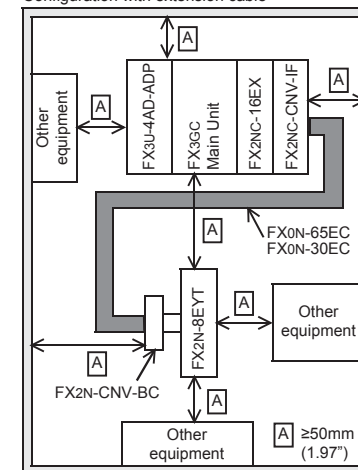 Configuration with extension cable
A
Other
equipment
A
FX3U-4AD-ADP
FX3GC
Main Unit
FX2NC-16EX
FX2NC-CNV-IF
A
A
FX0N-65EC
FX0N-30EC
FX2N-8EYT
A
Other
equipment
A
FX2N-CNV-BC
A
Other
equipment
A ≥50mm
(1.97")